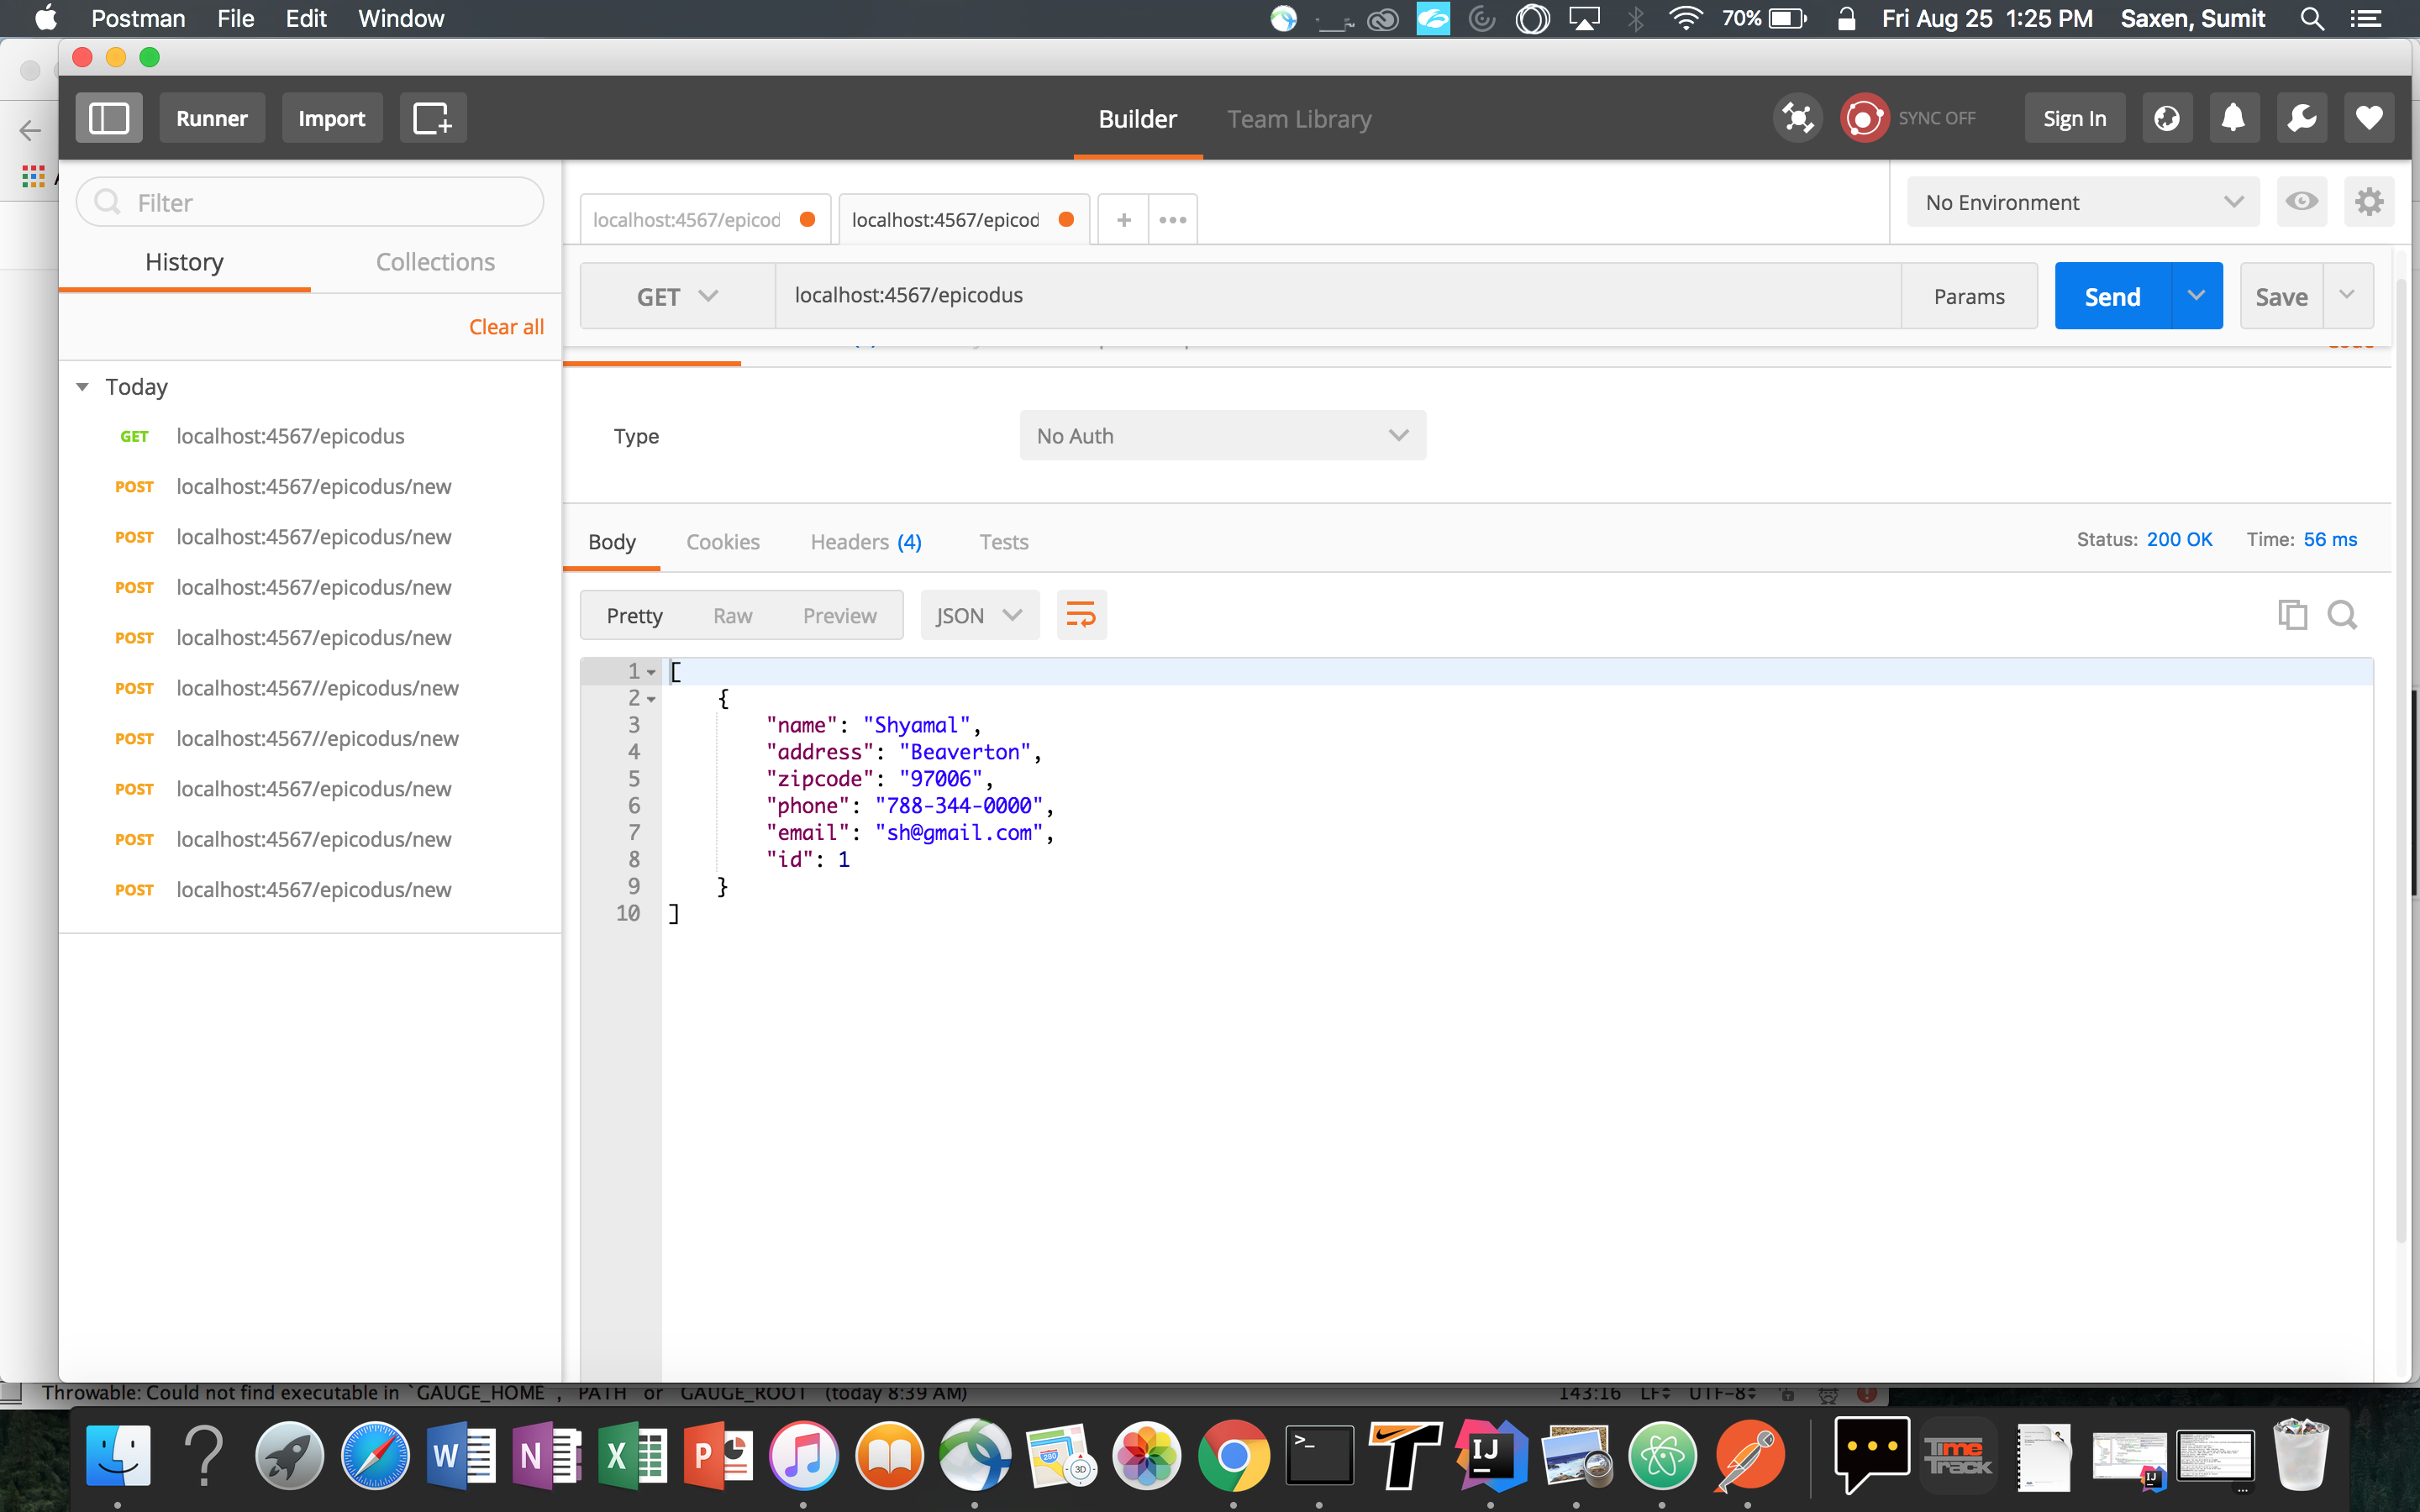 Postman File Edit Window 70% Fri Aug 25 1:25 PM Saxen, Sumit
Runner Import Builder Team Library SYNC OFF Sign In
Filter
localhost:4567/epicod localhost:4567/epicod No Environment
History Collections
GET localhost:4567/epicodus Params Send Save
Clear all
Today
GET localhost:4567/epicodus
POST localhost:4567/epicodus/new
POST localhost:4567/epicodus/new
POST localhost:4567/epicodus/new
POST localhost:4567/epicodus/new
POST localhost:4567//epicodus/new
POST localhost:4567//epicodus/new
POST localhost:4567/epicodus/new
POST localhost:4567/epicodus/new
POST localhost:4567/epicodus/new
Type No Auth
Body Cookies Headers (4) Tests Status: 200 OK Time: 56 ms
Pretty Raw Preview JSON
1 [
2 {
3 "name": "Shyamal",
4 "address": "Beaverton",
5 "zipcode": "97006",
6 "phone": "788-344-0000",
7 "email": "sh@gmail.com",
8 "id": 1
9 }
10 ]
Throwable: Could not find executable in `GAUGE_HOME`, `PATH` or `GAUGE_ROOT` (today 8:39 AM) 143:16 LF UTF-8
W N X P 280 3D >_ T IJ Time Track IJ